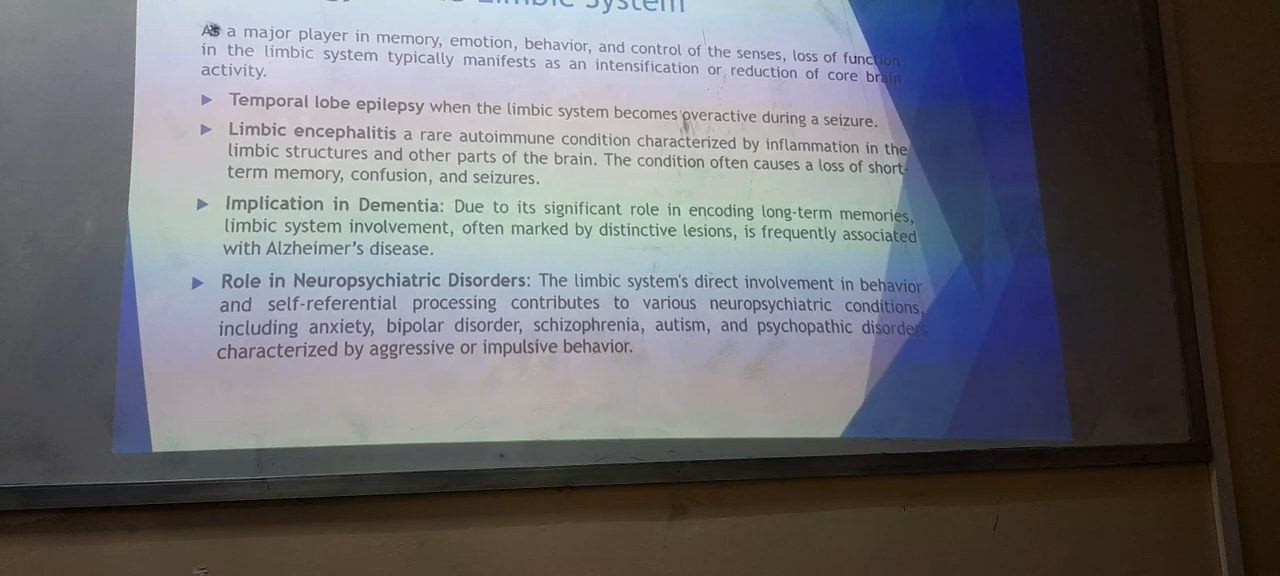 Limbic System
As a major player in memory, emotion, behavior, and control of the senses, loss of function
in the limbic system typically manifests as an intensification or reduction of core brain
activity.
Temporal lobe epilepsy when the limbic system becomes overactive during a seizure.
Limbic encephalitis a rare autoimmune condition characterized by inflammation in the
limbic structures and other parts of the brain. The condition often causes a loss of short-
term memory, confusion, and seizures.
Implication in Dementia: Due to its significant role in encoding long-term memories,
limbic system involvement, often marked by distinctive lesions, is frequently associated
with Alzheimer's disease.
Role in Neuropsychiatric Disorders: The limbic system's direct involvement in behavior
and self-referential processing contributes to various neuropsychiatric conditions,
including anxiety, bipolar disorder, schizophrenia, autism, and psychopathic disorders
characterized by aggressive or impulsive behavior.